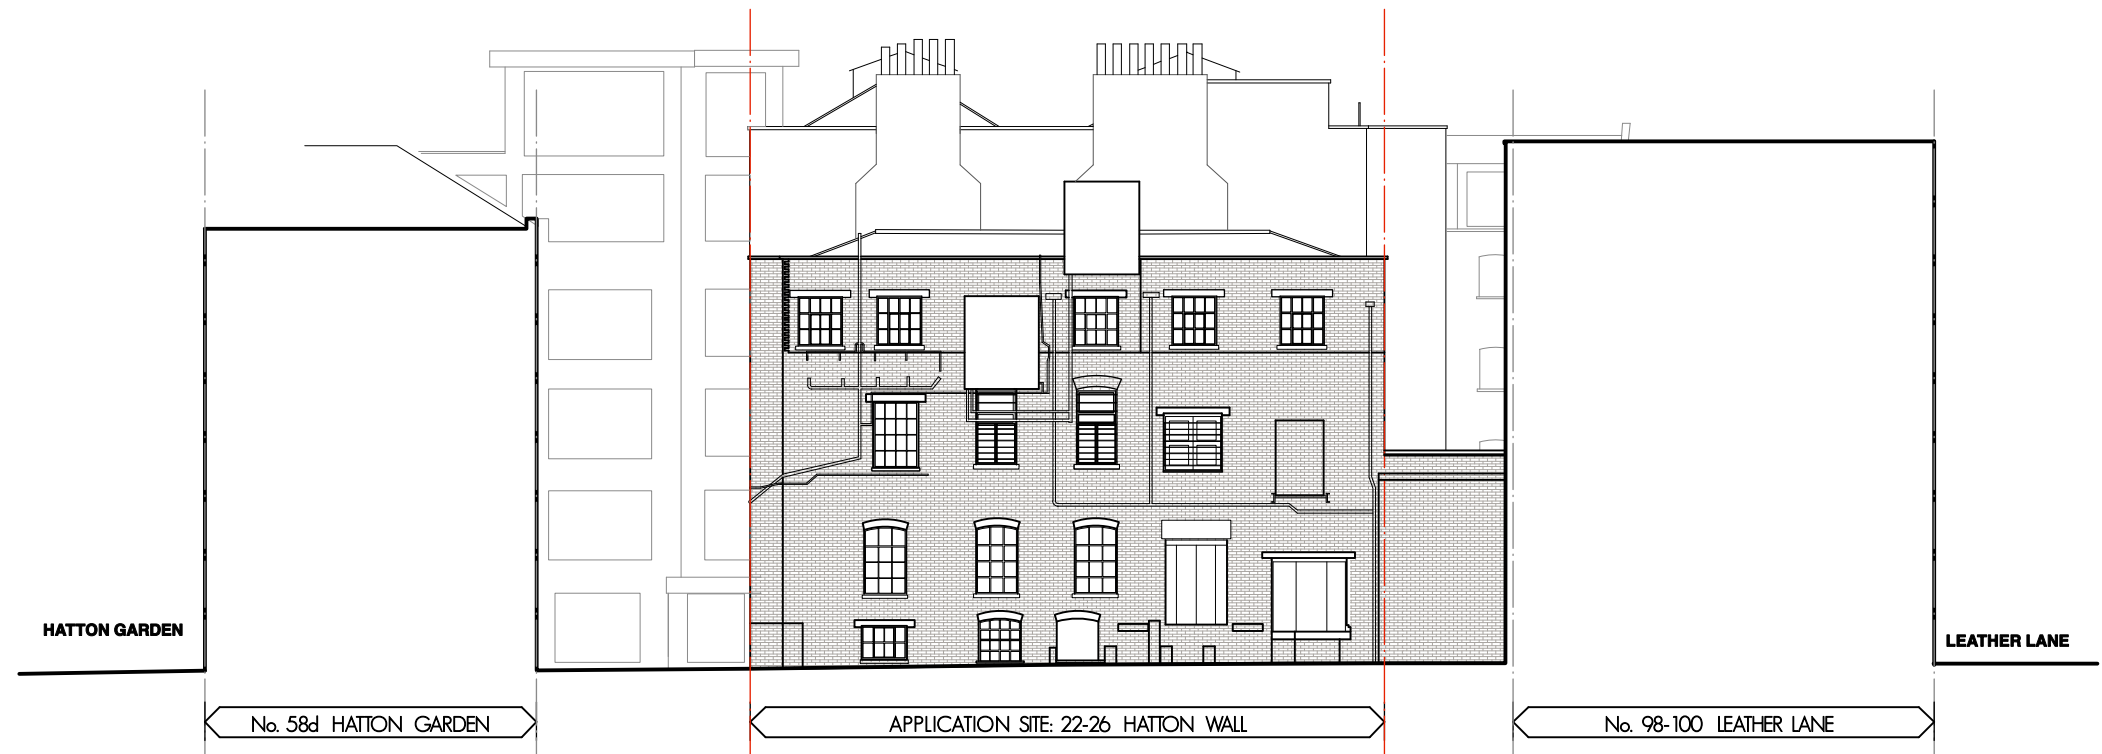 HATTON GARDEN
LEATHER LANE
No. 58d HATTON GARDEN
APPLICATION SITE: 22-26 HATTON WALL
No. 98-100 LEATHER LANE